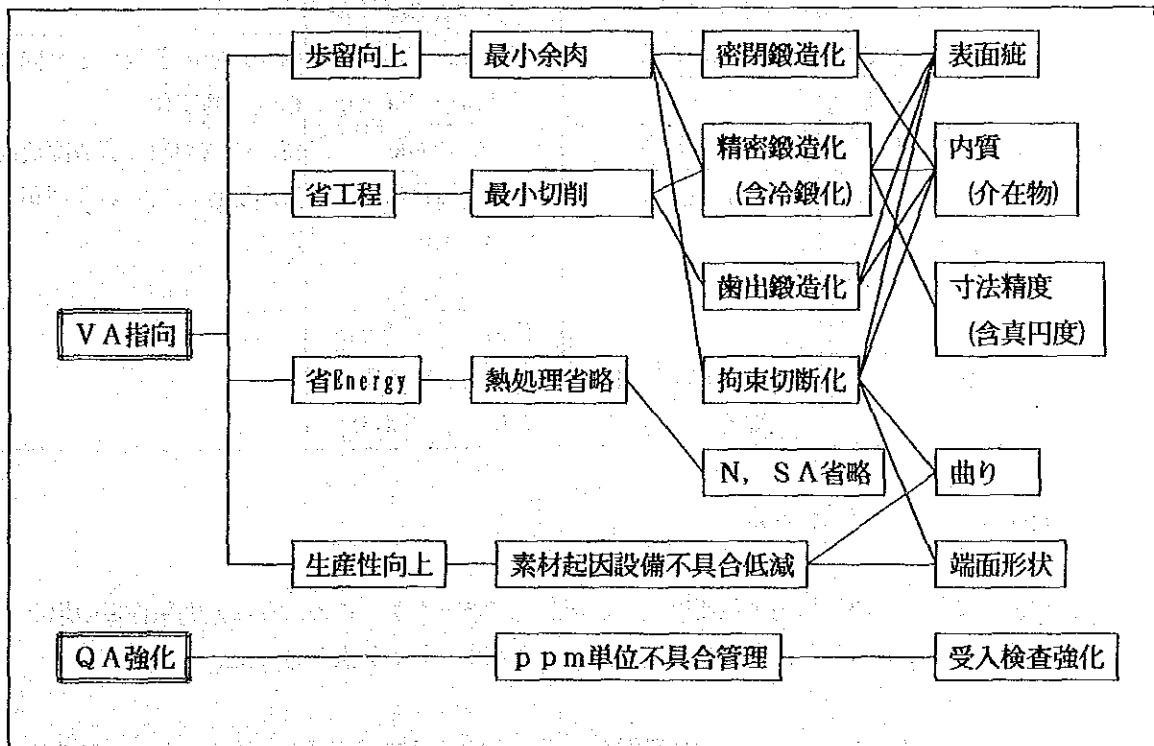 歩留向上
最小余肉
密閉鍛造化
表面疵
精密鍛造化
(含冷鍛化)
内質
(介在物)
省工程
最小切削
歯出鍛造化
寸法精度
(含真円度)
VA指向
省Energy
熱処理省略
拘束切断化
N, SA省略
曲り
生産性向上
素材起因設備不具合低減
端面形状
QA強化
ppm単位不具合管理
受入検査強化